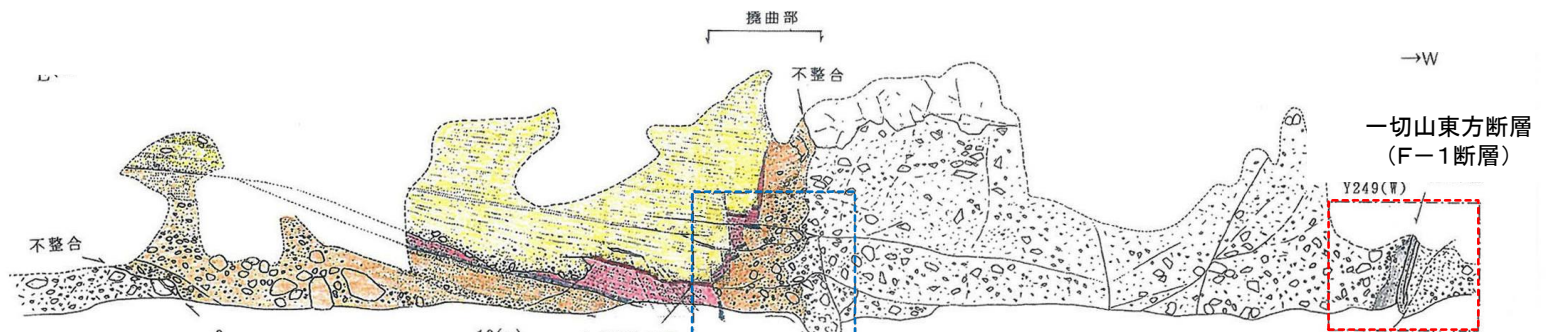 撓曲部
不整合
→W
一切山東方断層
(F-1断層)
Y249(W)
不整合